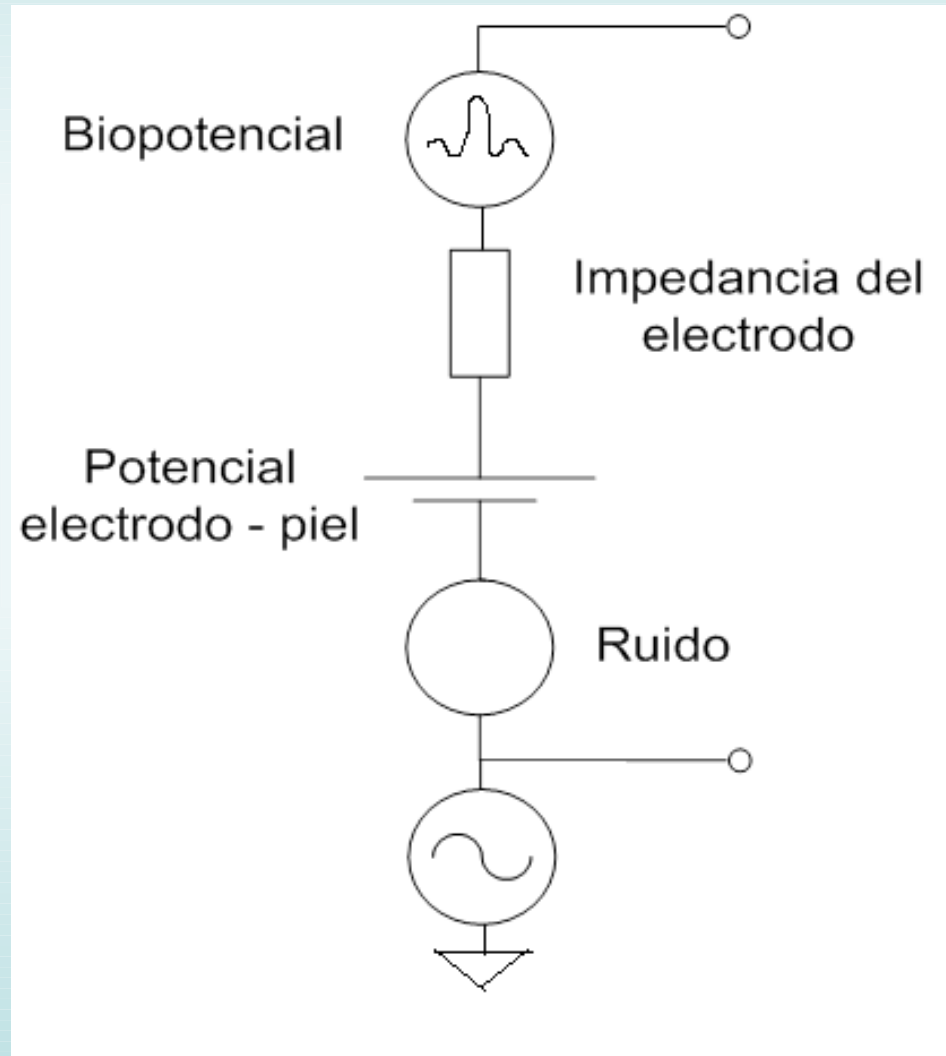 Biopotencial
Impedancia del
electrodo
Potencial
electrodo - piel
Ruido